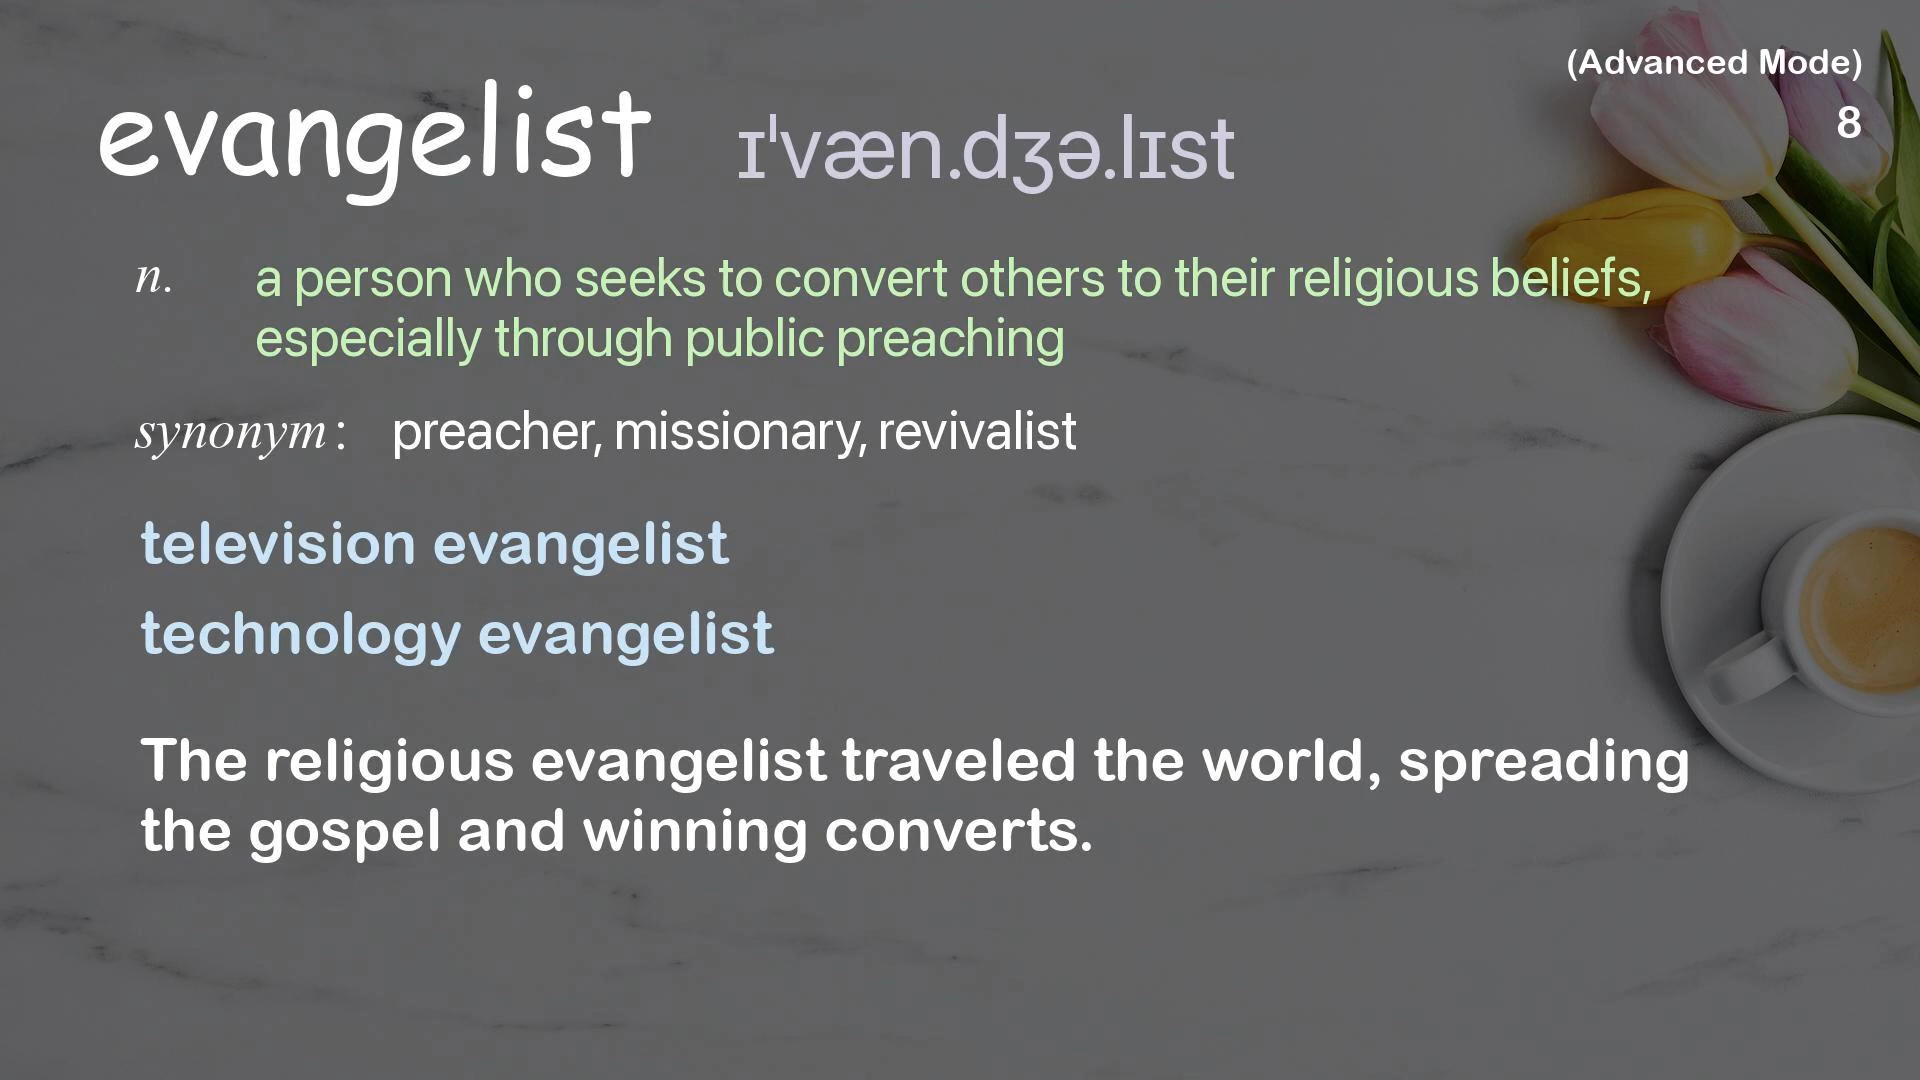 (Advanced Mode)
evangelist ɪˈvæn.dʒə.lɪst
8
n. a person who seeks to convert others to their religious beliefs,
especially through public preaching
synonym: preacher, missionary, revivalist
television evangelist
technology evangelist
The religious evangelist traveled the world, spreading
the gospel and winning converts.